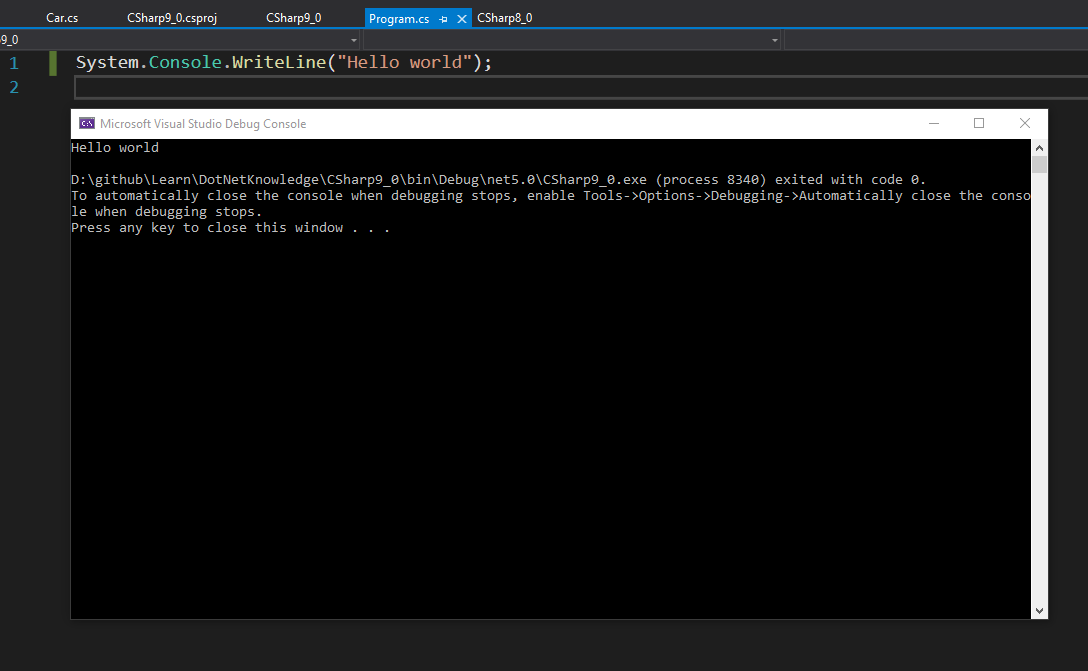 Car.cs CSharp9_0.csproj CSharp9_0 Program.cs CSharp8_0
9_0
1 System.Console.WriteLine("Hello world");
2
C:\ Microsoft Visual Studio Debug Console
Hello world
D:\github\Learn\DotNetKnowledge\CSharp9_0\bin\Debug\net5.0\CSharp9_0.exe (process 8340) exited with code 0.
To automatically close the console when debugging stops, enable Tools->Options->Debugging->Automatically close the conso
le when debugging stops.
Press any key to close this window . . .